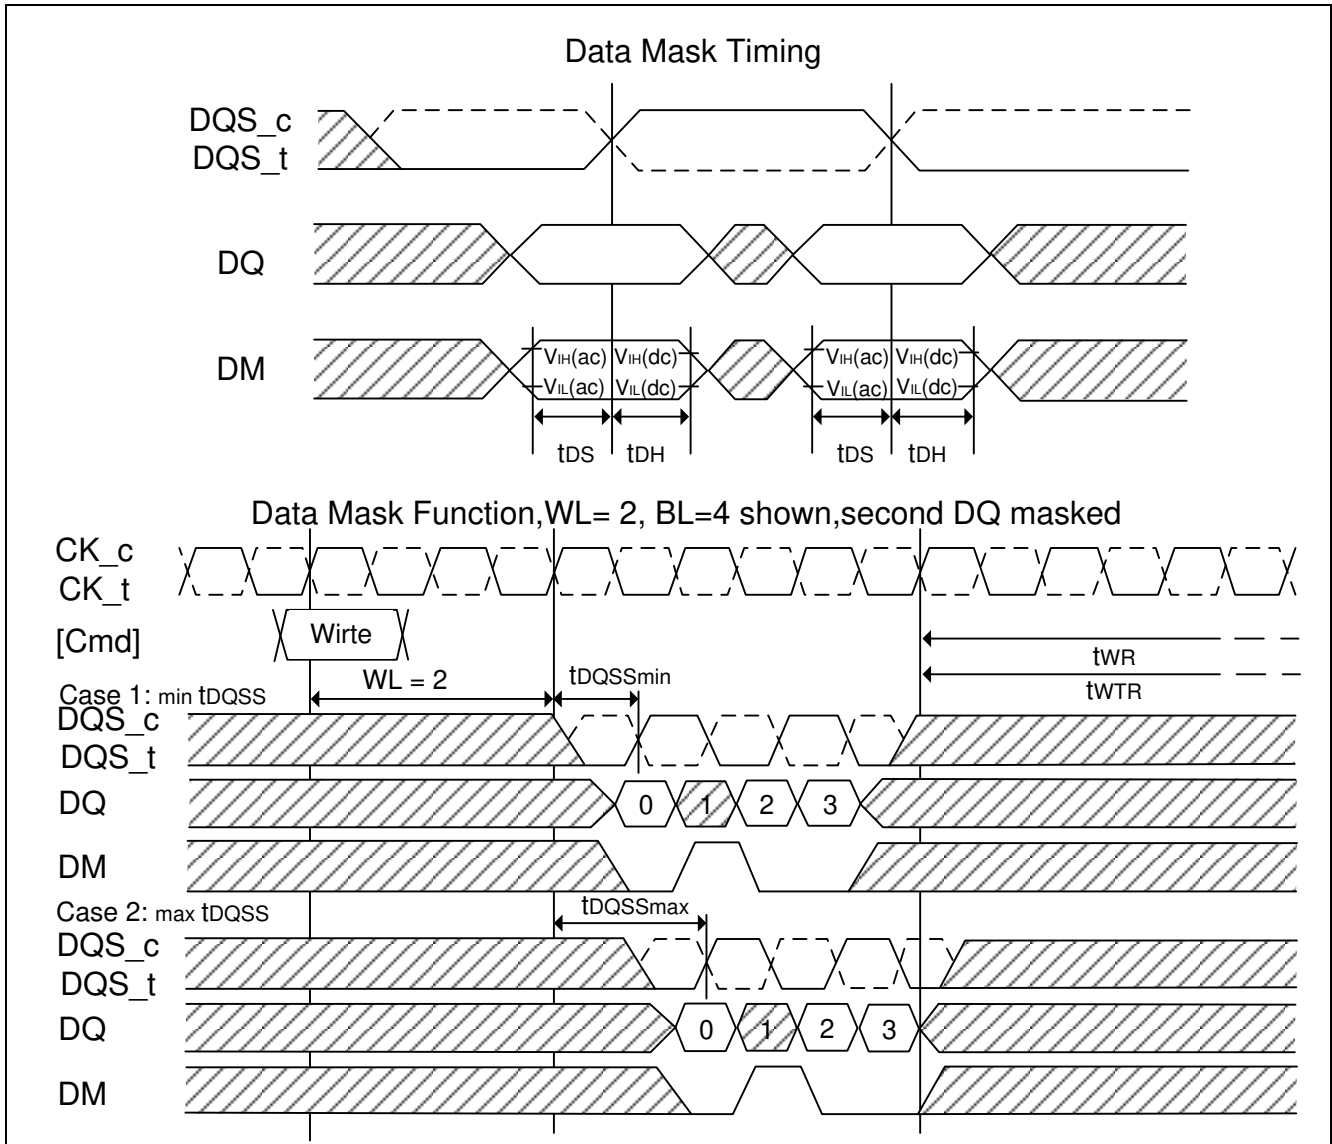 Data Mask Timing
DQS_c
DQS_t
DQ
DM
VIH(ac) VIH(dc) VIH(ac) VIH(dc)
VIL(ac) VIL(dc) VIL(ac) VIL(dc)
tDS tDH tDS tDH
Data Mask Function,WL= 2, BL=4 shown,second DQ masked
CK_c
CK_t
[Cmd] Wirte
tWR
WL = 2 tDQSSmin tWTR
Case 1: min tDQSS
DQS_c
DQS_t
DQ 0 1 2 3
DM
Case 2: max tDQSS tDQSSmax
DQS_c
DQS_t
DQ 0 1 2 3
DM